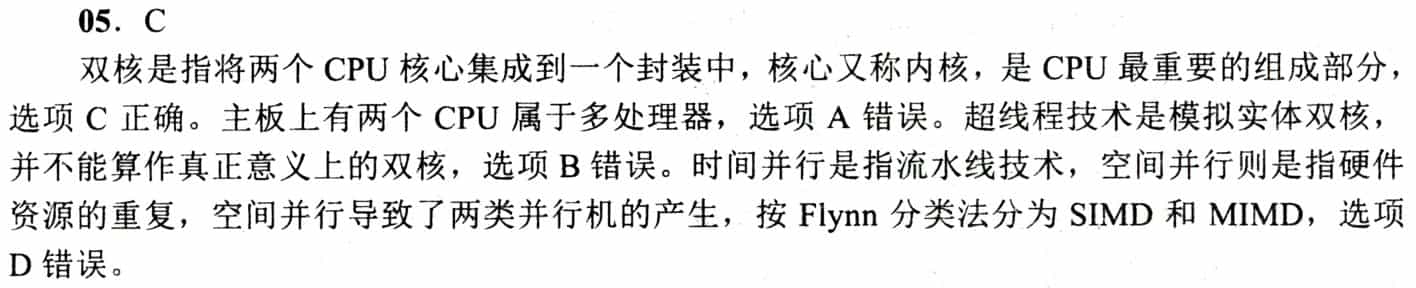 05. C
双核是指将两个 CPU 核心集成到一个封装中，核心又称内核，是 CPU 最重要的组成部分，
选项 C 正确。主板上有两个 CPU 属于多处理器，选项 A 错误。超线程技术是模拟实体双核，
并不能算作真正意义上的双核，选项 B 错误。时间并行是指流水线技术，空间并行则是指硬件
资源的重复，空间并行导致了两类并行机的产生，按 Flynn 分类法分为 SIMD 和 MIMD，选项
D 错误。